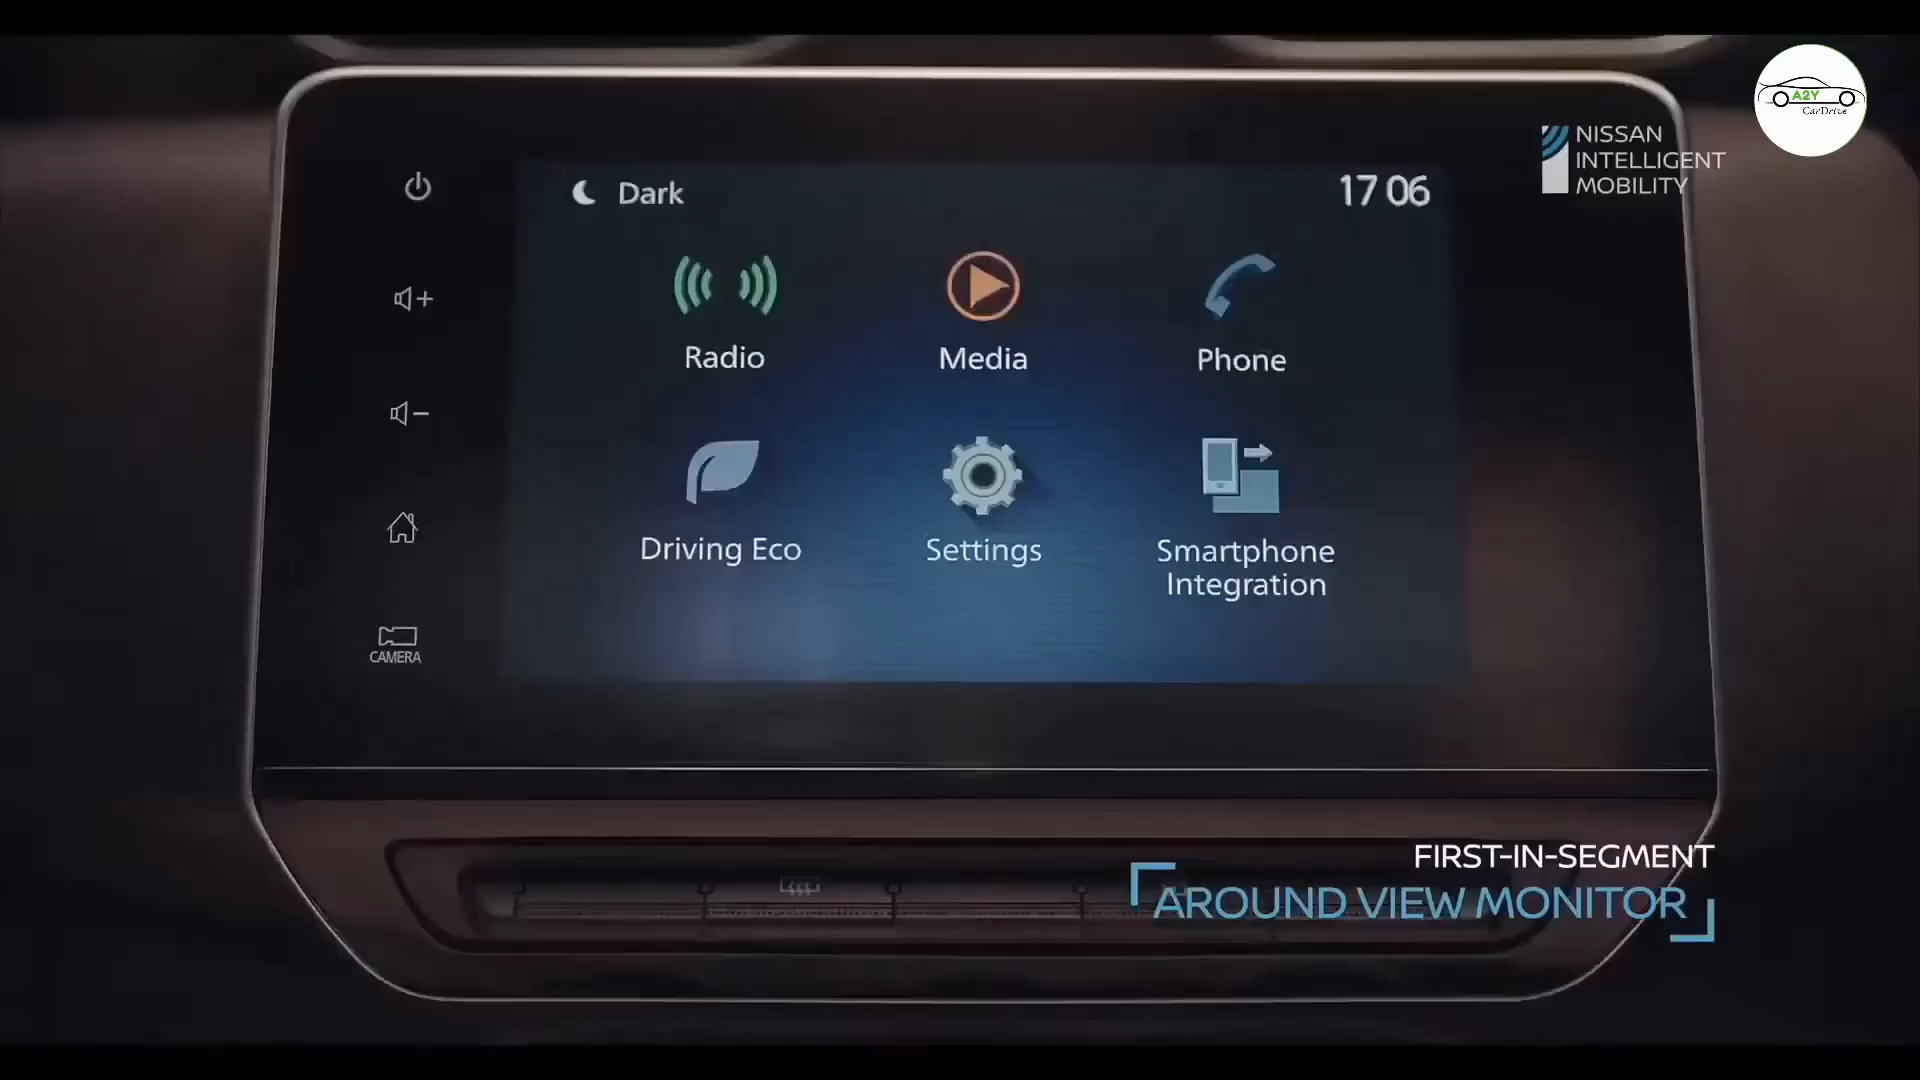 A2Y
CarDrive
NISSAN
INTELLIGENT
MOBILITY
Dark
17 06
Radio
Media
Phone
Driving Eco
Settings
Smartphone
Integration
CAMERA
FIRST-IN-SEGMENT
AROUND VIEW MONITOR